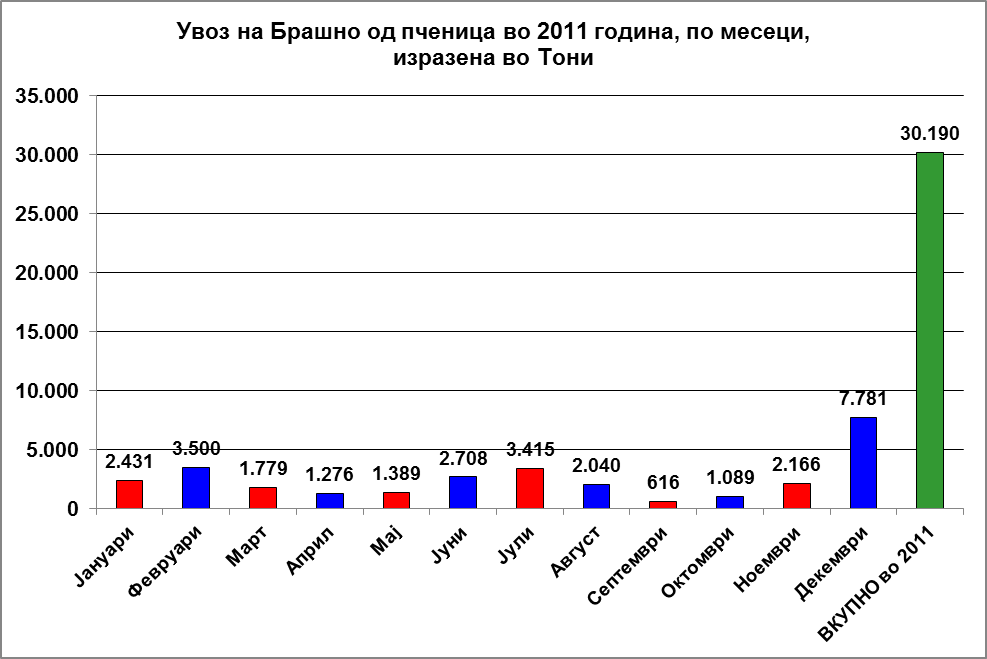 Увоз на Брашно од пченица во 2011 година, по месеци,
изразена во Тони
35.000
30.000
25.000
20.000
15.000
10.000
5.000
0
2.431
3.500
1.779
1.276
1.389
2.708
3.415
2.040
616
1.089
2.166
7.781
30.190
Јануари
Февруари
Март
Април
Мај
Јуни
Јули
Август
Септември
Октомври
Ноември
Декември
ВКУПНО во 2011